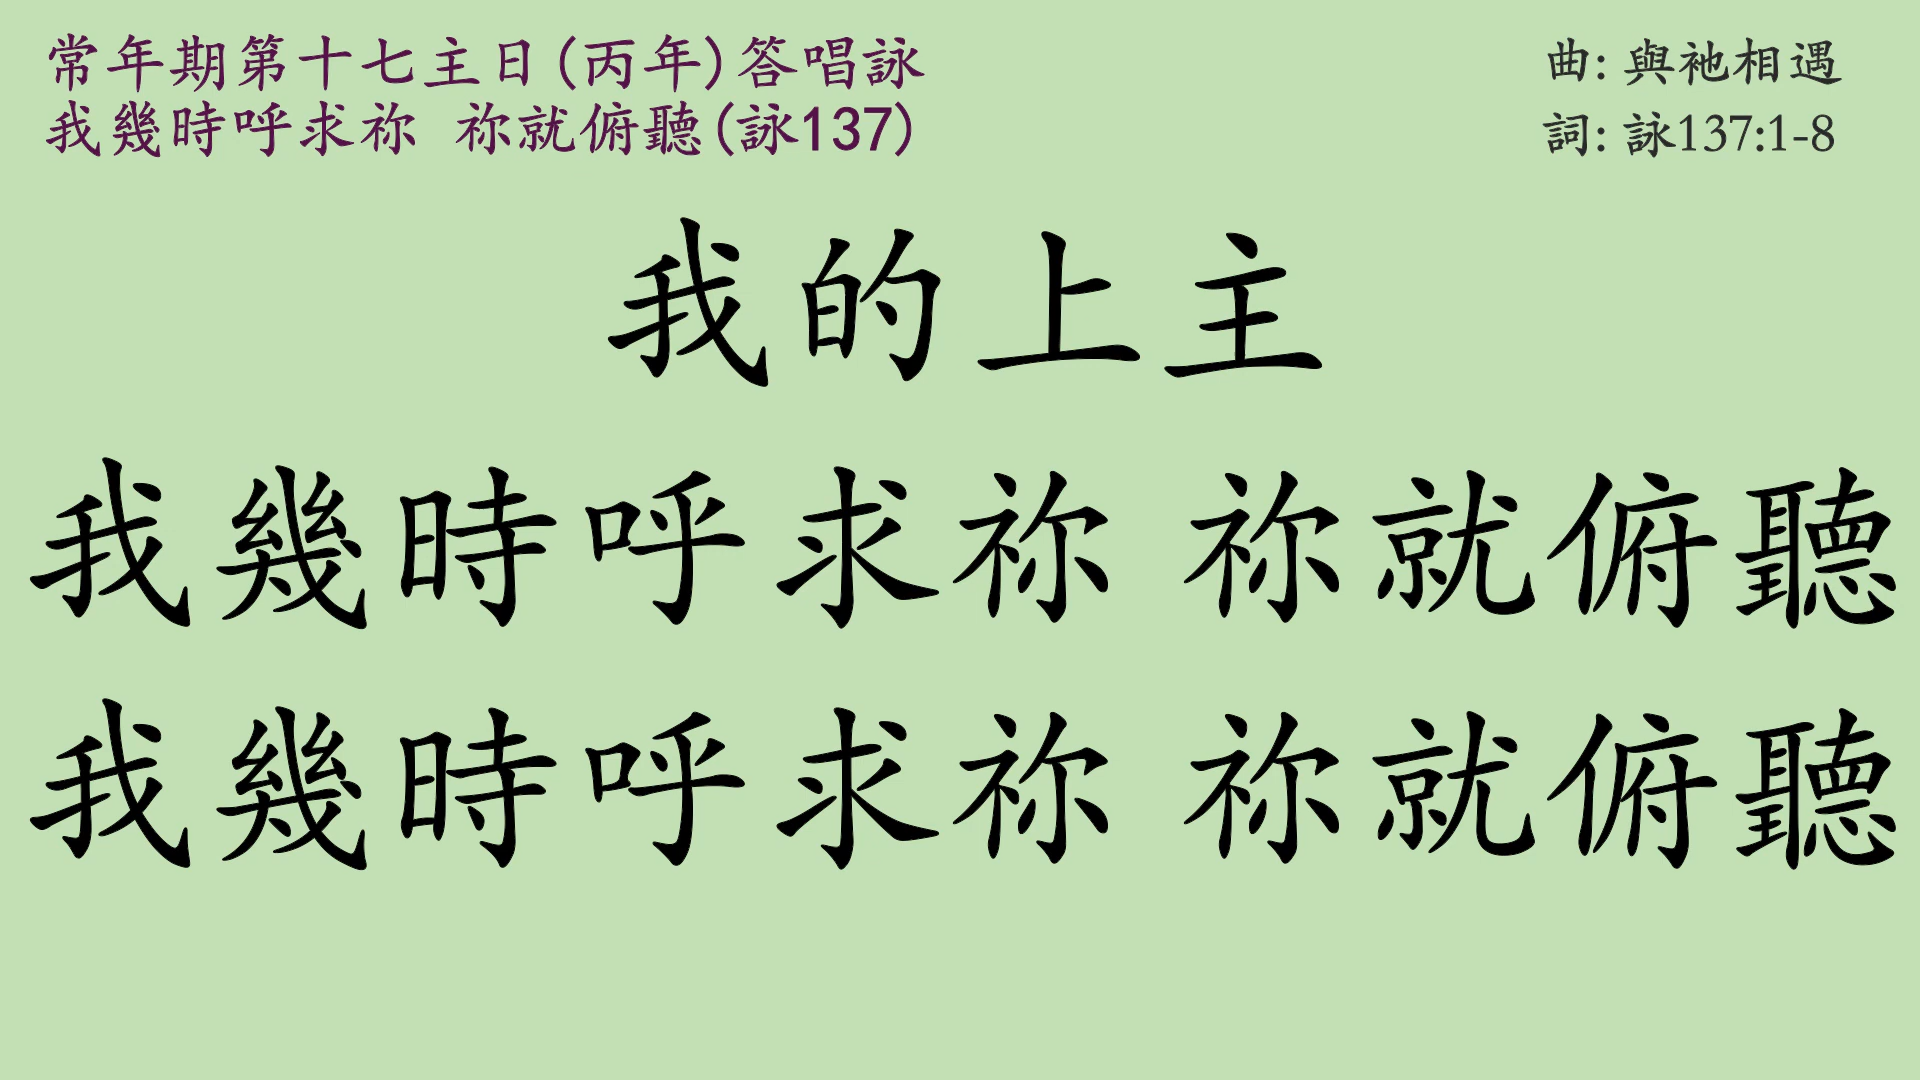 常年期第十七主日(丙年)答唱詠
我幾時呼求祢 祢就俯聽(詠137)
曲: 與祂相遇
詞: 詠137:1-8
我的上主
我幾時呼求祢 祢就俯聽
我幾時呼求祢 祢就俯聽